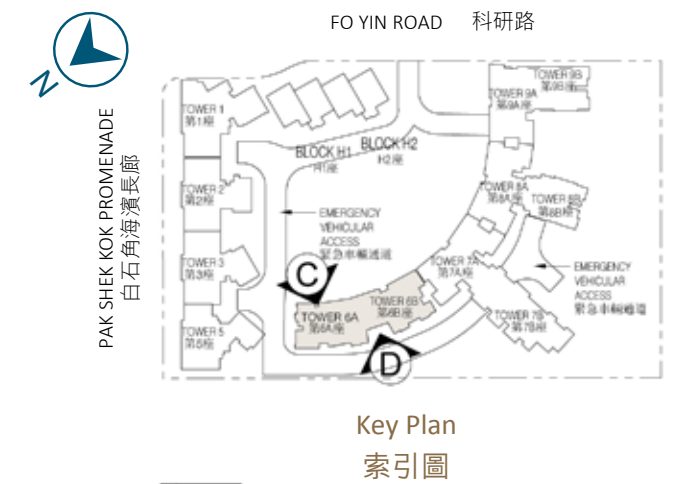 FO YIN ROAD 科研路
N
PAK SHEK KOK PROMENADE
白石角海濱長廊
TOWER 1
第1座
TOWER 2
第2座
TOWER 3
第3座
TOWER 5
第5座
BLOCK H1
H1座
BLOCK H2
H2座
EMERGENCY
VEHICULAR
ACCESS
緊急車輛通道
TOWER 9A
第9A座
TOWER 9B
第9B座
TOWER 8A
第8A座
TOWER 8B
第8B座
TOWER 7A
第7A座
TOWER 7B
第7B座
EMERGENCY
VEHICULAR
ACCESS
緊急車輛通道
C
TOWER 6A
第6A座
TOWER 6B
第6B座
D
Key Plan
索引圖